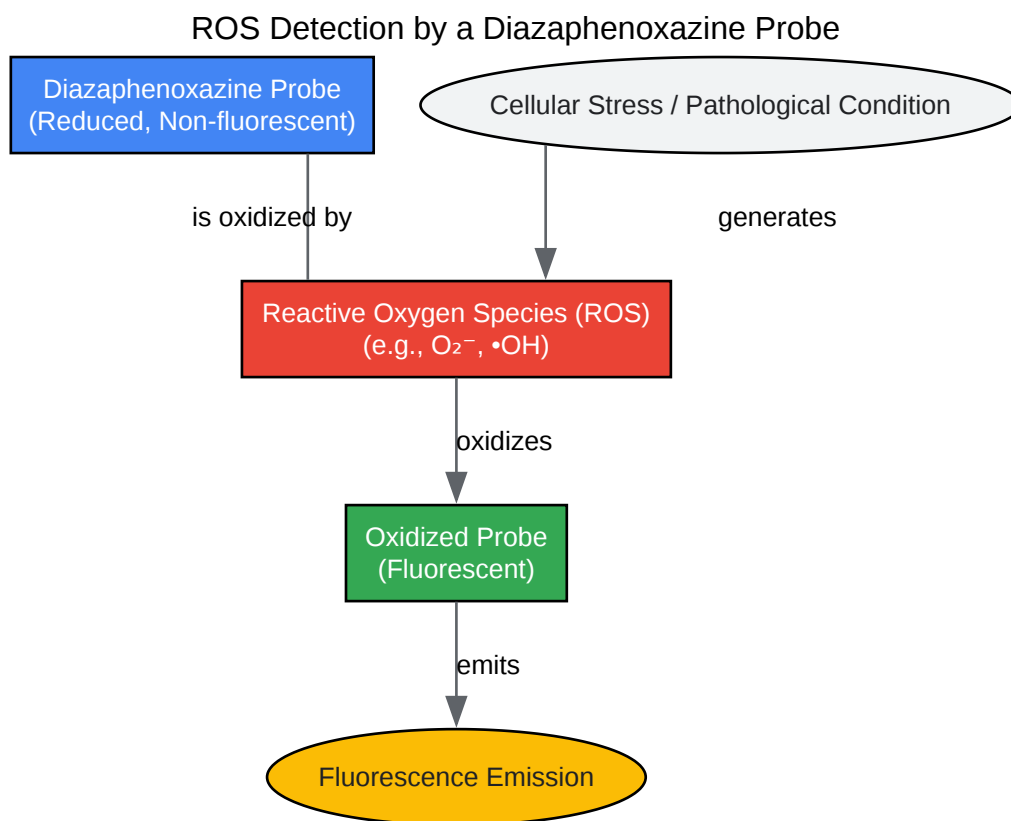 ROS Detection by a Diazaphenoxazine Probe
Diazaphenoxazine Probe
(Reduced, Non-fluorescent)
Cellular Stress / Pathological Condition
is oxidized by
generates
Reactive Oxygen Species (ROS)
(e.g., O₂⁻, •OH)
oxidizes
Oxidized Probe
(Fluorescent)
emits
Fluorescence Emission